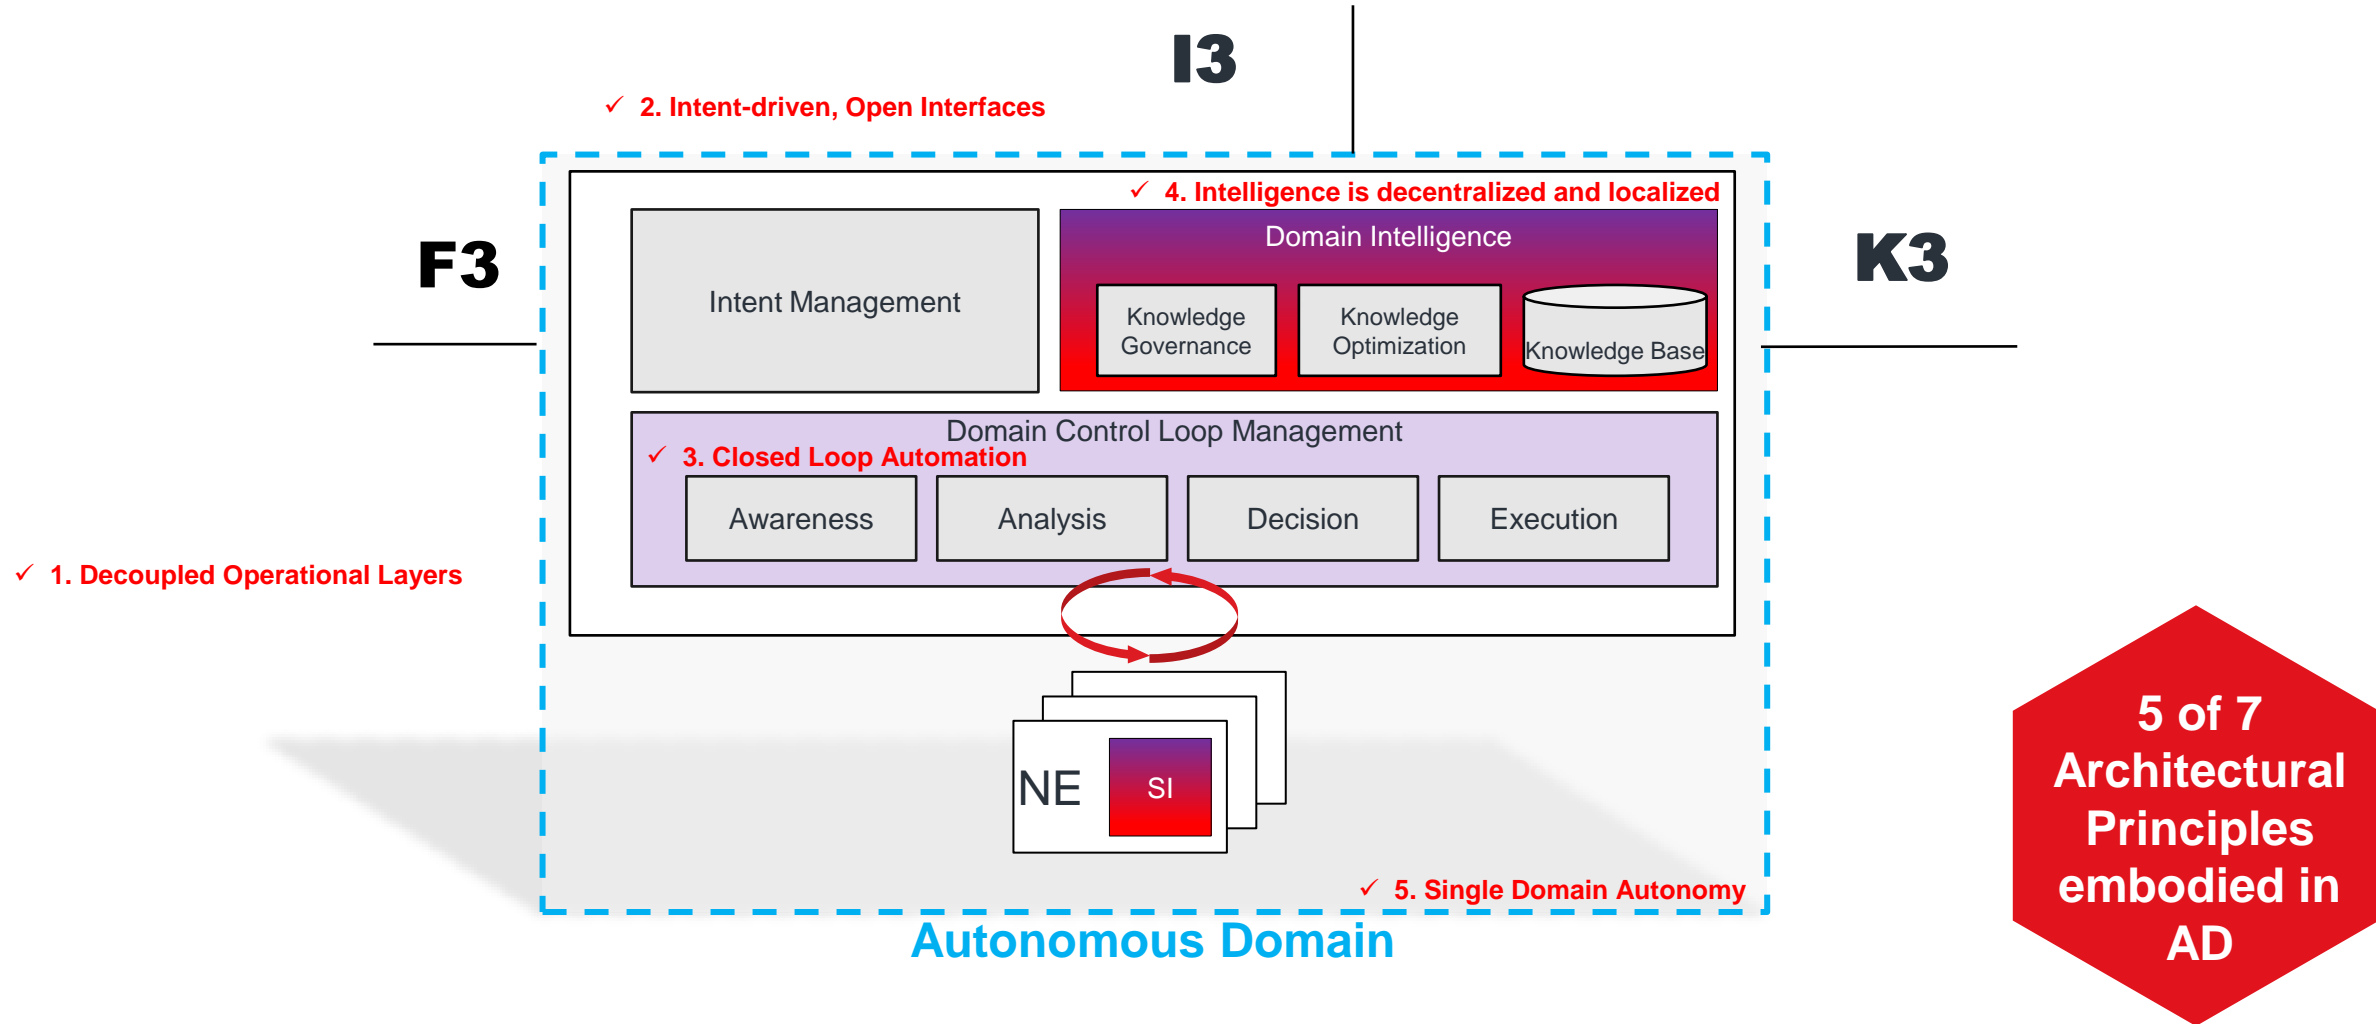 I3
✓ 2. Intent-driven, Open Interfaces
✓ 4. Intelligence is decentralized and localized
F3
K3
Intent Management
Domain Intelligence
Knowledge
Governance
Knowledge
Optimization
Knowledge Base
Domain Control Loop Management
✓ 3. Closed Loop Automation
Awareness
Analysis
Decision
Execution
✓ 1. Decoupled Operational Layers
NE
SI
✓ 5. Single Domain Autonomy
Autonomous Domain
5 of 7
Architectural
Principles
embodied in
AD